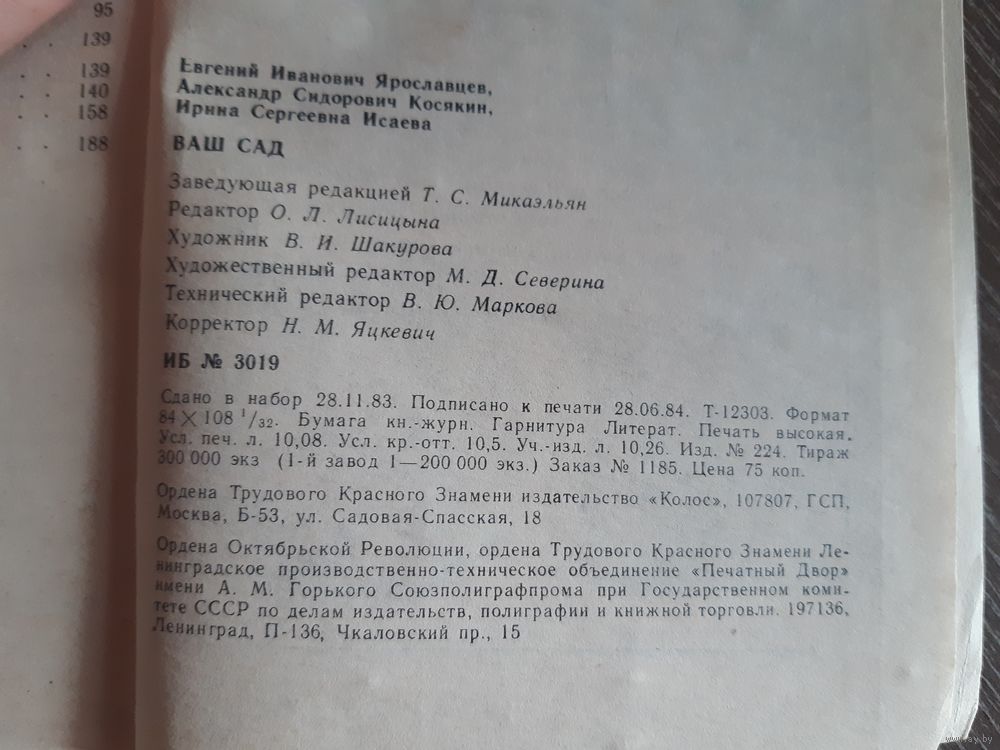 95
. . 139
. . 139
. . 140
. . 158
. . 188
Евгений Иванович Ярославцев,
Александр Сидорович Косякин,
Ирина Сергеевна Исаева
ВАШ САД
Заведующая редакцией Т. С. Микаэльян
Редактор О. Л. Лисицына
Художник В. И. Шакурова
Художественный редактор М. Д. Северина
Технический редактор В. Ю. Маркова
Корректор Н. М. Яцкевич
ИБ № 3019
Сдано в набор 28.11.83. Подписано к печати 28.06.84. Т-12303. Формат
84×108 1/32. Бумага кн.-журн. Гарнитура Литерат. Печать высокая.
Усл. печ. л. 10,08. Усл. кр.-отт. 10,5. Уч.-изд. л. 10,26. Изд. № 224. Тираж
300 000 экз (1-й завод 1—200 000 экз.) Заказ № 1185. Цена 75 коп.
Ордена Трудового Красного Знамени издательство «Колос», 107807, ГСП,
Москва, Б-53, ул. Садовая-Спасская, 18
Ордена Октябрьской Революции, ордена Трудового Красного Знамени Ле-
нинградское производственно-техническое объединение «Печатный Двор»
имени А. М. Горького Союзполиграфпрома при Государственном коми-
тете СССР по делам издательств, полиграфии и книжной торговли. 197136,
Ленинград, П-136, Чкаловский пр., 15
www.ay.by